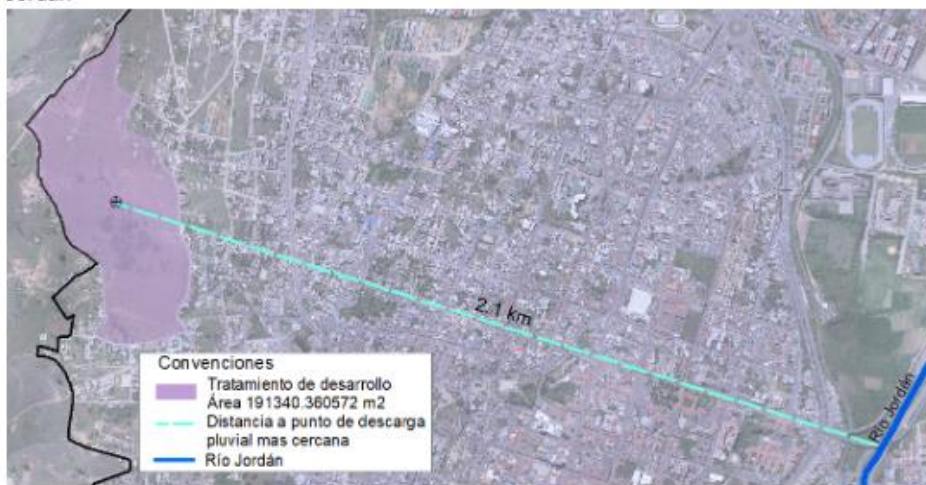 2.1 km
Río Jordán
Convenciones
Tratamiento de desarrollo
Área 191340.360572 m2
Distancia a punto de descarga
pluvial mas cercana
Río Jordán